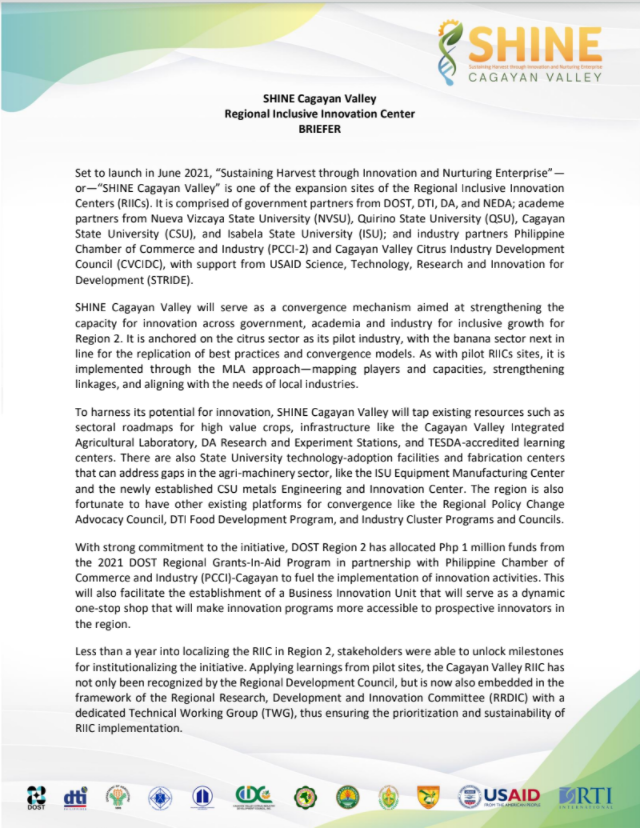 SHINE
Sustaining Harvest through Innovation and Nurturing Enterprise
CAGAYAN VALLEY
SHINE Cagayan Valley
Regional Inclusive Innovation Center
BRIEFER
Set to launch in June 2021, “Sustaining Harvest through Innovation and Nurturing Enterprise”—
or—“SHINE Cagayan Valley” is one of the expansion sites of the Regional Inclusive Innovation
Centers (RIICs). It is comprised of government partners from DOST, DTI, DA, and NEDA; academe
partners from Nueva Vizcaya State University (NVSU), Quirino State University (QSU), Cagayan
State University (CSU), and Isabela State University (ISU); and industry partners Philippine
Chamber of Commerce and Industry (PCCI-2) and Cagayan Valley Citrus Industry Development
Council (CVCIDC), with support from USAID Science, Technology, Research and Innovation for
Development (STRIDE).
SHINE Cagayan Valley will serve as a convergence mechanism aimed at strengthening the
capacity for innovation across government, academia and industry for inclusive growth for
Region 2. It is anchored on the citrus sector as its pilot industry, with the banana sector next in
line for the replication of best practices and convergence models. As with pilot RIICs sites, it is
implemented through the MLA approach—mapping players and capacities, strengthening
linkages, and aligning with the needs of local industries.
To harness its potential for innovation, SHINE Cagayan Valley will tap existing resources such as
sectoral roadmaps for high value crops, infrastructure like the Cagayan Valley Integrated
Agricultural Laboratory, DA Research and Experiment Stations, and TESDA-accredited learning
centers. There are also State University technology-adoption facilities and fabrication centers
that can address gaps in the agri-machinery sector, like the ISU Equipment Manufacturing Center
and the newly established CSU metals Engineering and Innovation Center. The region is also
fortunate to have other existing platforms for convergence like the Regional Policy Change
Advocacy Council, DTI Food Development Program, and Industry Cluster Programs and Councils.
With strong commitment to the initiative, DOST Region 2 has allocated Php 1 million funds from
the 2021 DOST Regional Grants-In-Aid Program in partnership with Philippine Chamber of
Commerce and Industry (PCCI)-Cagayan to fuel the implementation of innovation activities. This
will also facilitate the establishment of a Business Innovation Unit that will serve as a dynamic
one-stop shop that will make innovation programs more accessible to prospective innovators in
the region.
Less than a year into localizing the RIIC in Region 2, stakeholders were able to unlock milestones
for institutionalizing the initiative. Applying learnings from pilot sites, the Cagayan Valley RIIC has
not only been recognized by the Regional Development Council, but is now also embedded in the
framework of the Regional Research, Development and Innovation Committee (RRDIC) with a
dedicated Technical Working Group (TWG), thus ensuring the prioritization and sustainability of
RIIC implementation.
DOST
dti
USAID
FROM THE AMERICAN PEOPLE
RTI
INTERNATIONAL